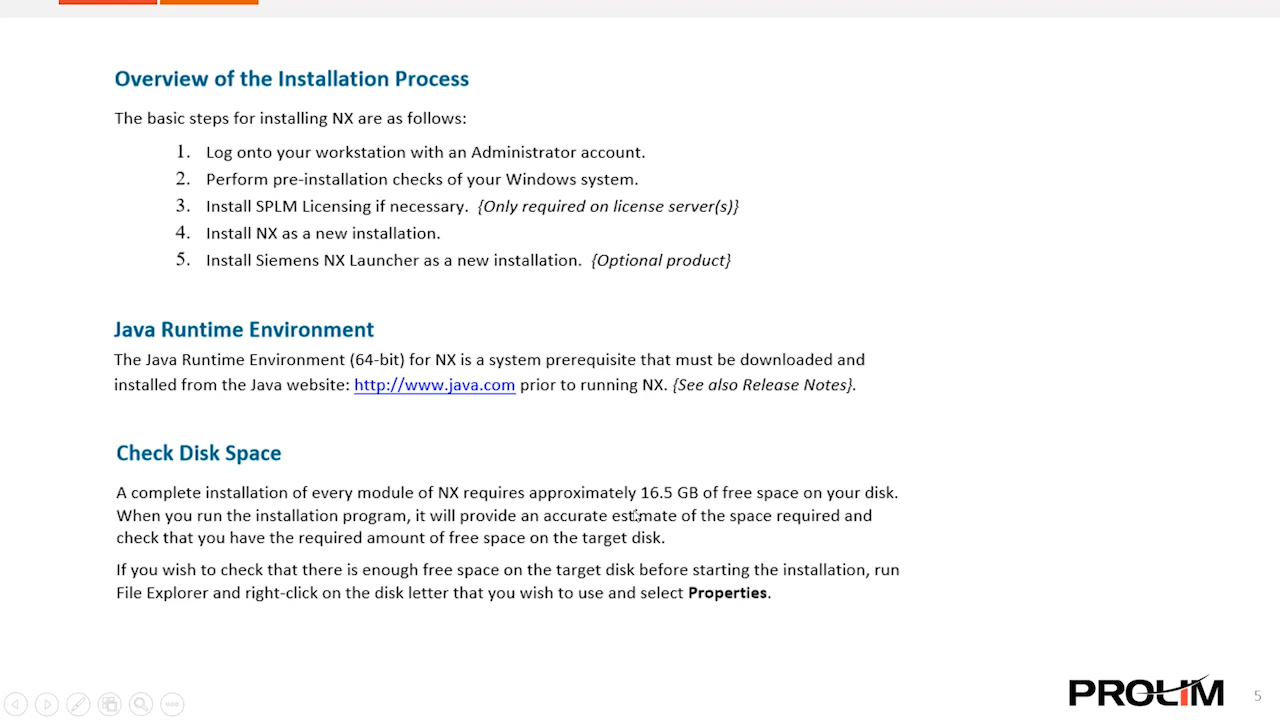 Overview of the Installation Process
The basic steps for installing NX are as follows:
1. Log onto your workstation with an Administrator account.
2. Perform pre-installation checks of your Windows system.
3. Install SPLM Licensing if necessary. {Only required on license server(s)}
4. Install NX as a new installation.
5. Install Siemens NX Launcher as a new installation. {Optional product}
Java Runtime Environment
The Java Runtime Environment (64-bit) for NX is a system prerequisite that must be downloaded and
installed from the Java website: http://www.java.com prior to running NX. {See also Release Notes}.
Check Disk Space
A complete installation of every module of NX requires approximately 16.5 GB of free space on your disk.
When you run the installation program, it will provide an accurate estimate of the space required and
check that you have the required amount of free space on the target disk.
If you wish to check that there is enough free space on the target disk before starting the installation, run
File Explorer and right-click on the disk letter that you wish to use and select Properties.
PROLIM
5